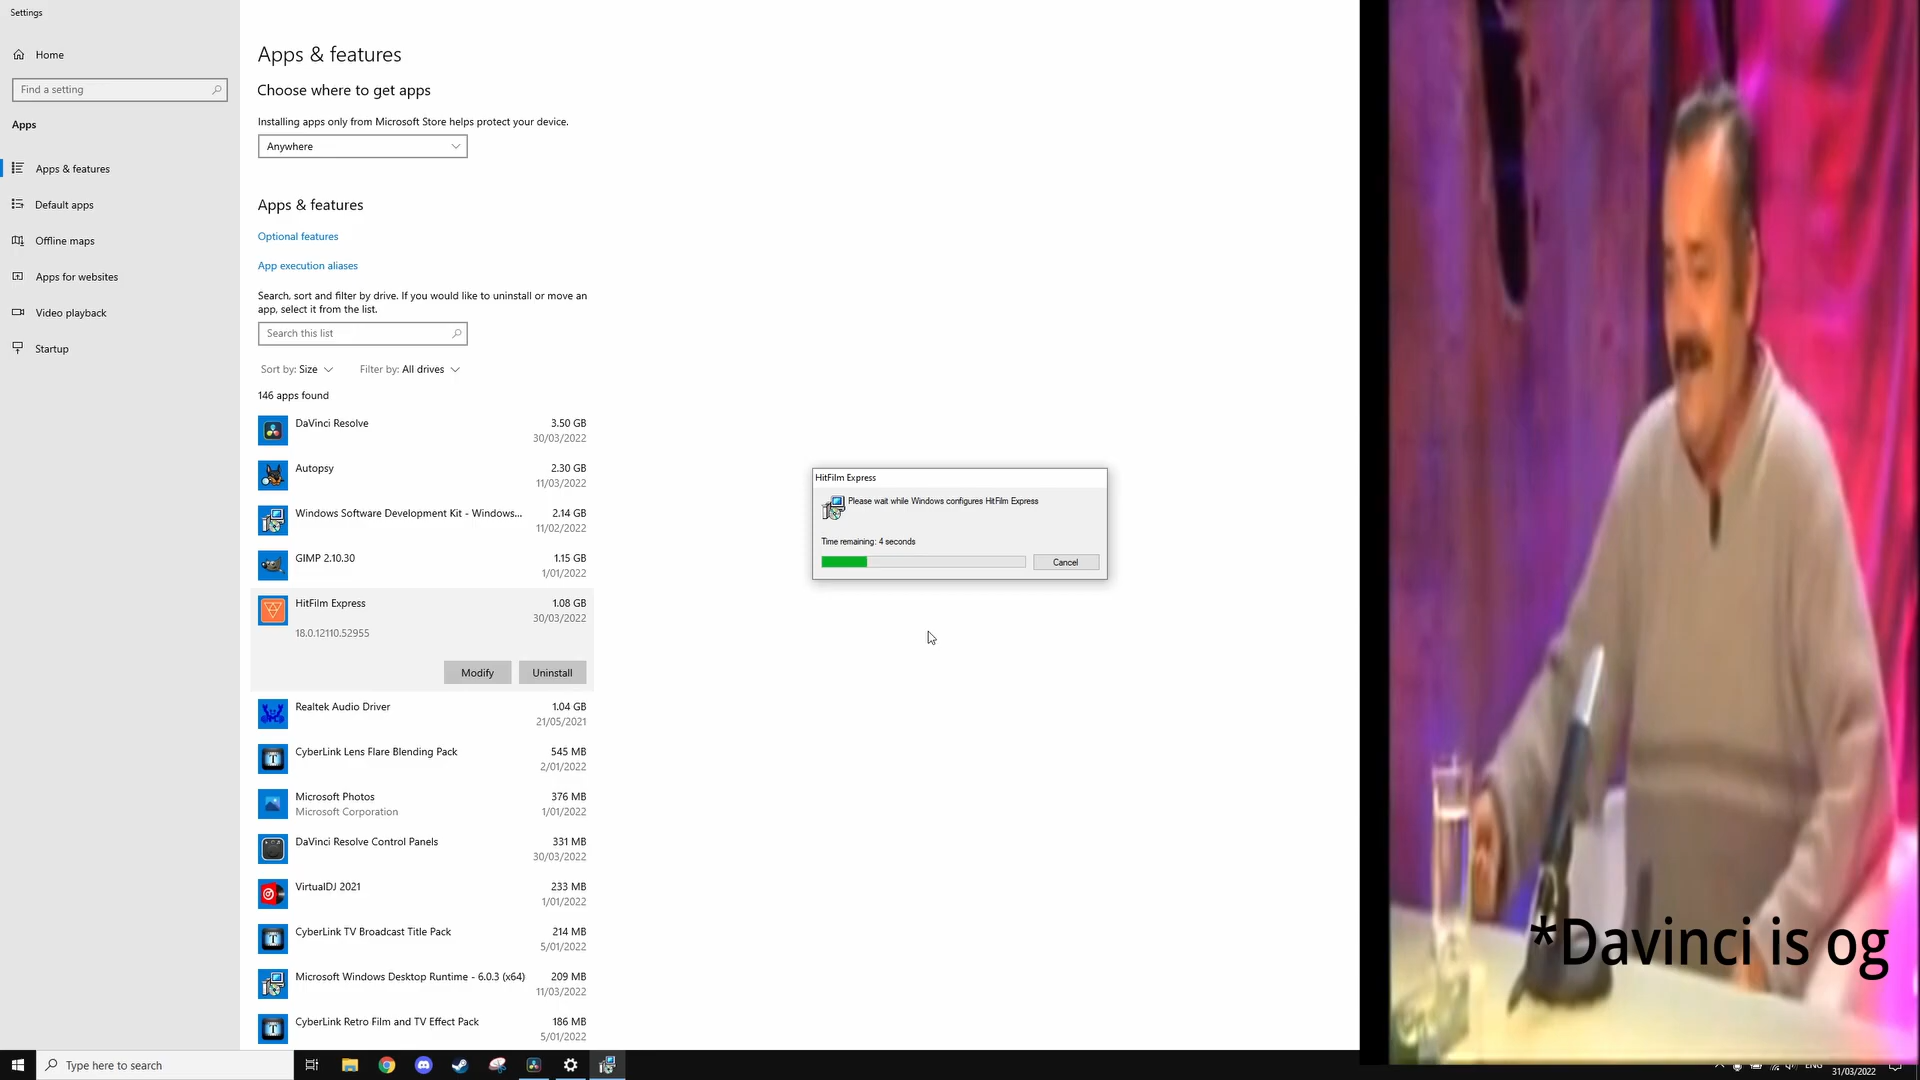 Settings
Home
Find a setting
Apps
Apps & features
Default apps
Offline maps
Apps for websites
Video playback
Startup
Apps & features
Choose where to get apps
Installing apps only from Microsoft Store helps protect your device.
Anywhere
Apps & features
Optional features
App execution aliases
Search, sort and filter by drive. If you would like to uninstall or move an
app, select it from the list.
Search this list
Sort by: Size
Filter by: All drives
146 apps found
DaVinci Resolve 3.50 GB
30/03/2022
Autopsy 2.30 GB
11/03/2022
Windows Software Development Kit - Windows... 2.14 GB
11/02/2022
GIMP 2.10.30 1.15 GB
1/01/2022
HitFilm Express 1.08 GB
30/03/2022
18.0.12110.52955
Modify Uninstall
Realtek Audio Driver 1.04 GB
21/05/2021
CyberLink Lens Flare Blending Pack 545 MB
2/01/2022
Microsoft Photos 376 MB
Microsoft Corporation 1/01/2022
DaVinci Resolve Control Panels 331 MB
30/03/2022
VirtualDJ 2021 233 MB
1/01/2022
CyberLink TV Broadcast Title Pack 214 MB
5/01/2022
Microsoft Windows Desktop Runtime - 6.0.3 (x64) 209 MB
11/03/2022
CyberLink Retro Film and TV Effect Pack 186 MB
5/01/2022
HitFilm Express
Please wait while Windows configures HitFilm Express
Time remaining: 4 seconds
Cancel
*Davinci is og
Type here to search
ENG
31/03/2022